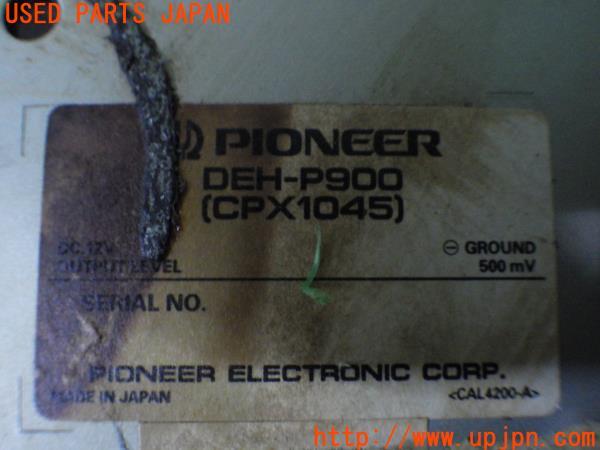 USED PARTS JAPAN
PIONEER
DEH-P900
(CPX1045)
DC.12V ⊖ GROUND
OUTPUT LEVEL 500 mV
SERIAL NO.
PIONEER ELECTRONIC CORP.
MADE IN JAPAN <CAL4200-A>
http://www.upjpn.com